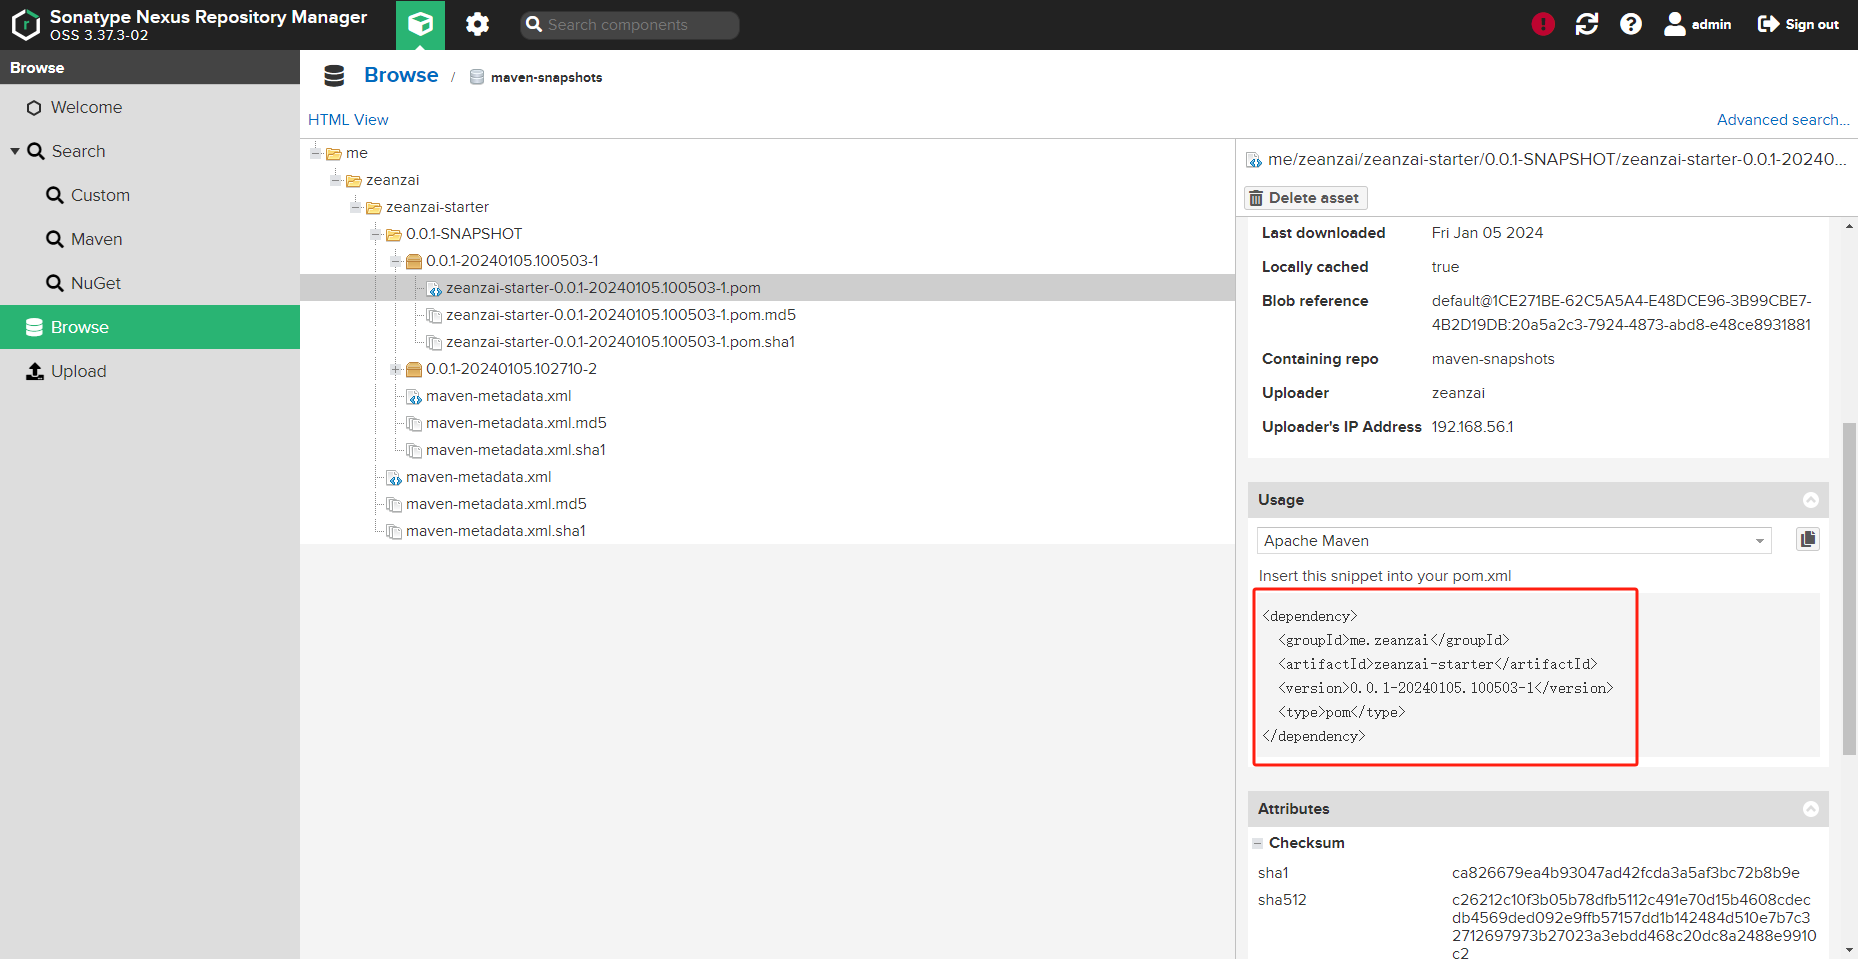 Sonatype Nexus Repository Manager
OSS 3.37.3-02
Search components
admin
Sign out
Browse
Welcome
Search
Custom
Maven
NuGet
Browse
Upload
Browse / maven-snapshots
HTML View
Advanced search...
me
zeanzai
zeanzai-starter
0.0.1-SNAPSHOT
0.0.1-20240105.100503-1
zeanzai-starter-0.0.1-20240105.100503-1.pom
zeanzai-starter-0.0.1-20240105.100503-1.pom.md5
zeanzai-starter-0.0.1-20240105.100503-1.pom.sha1
0.0.1-20240105.102710-2
maven-metadata.xml
maven-metadata.xml.md5
maven-metadata.xml.sha1
maven-metadata.xml
maven-metadata.xml.md5
maven-metadata.xml.sha1
me/zeanzai/zeanzai-starter/0.0.1-SNAPSHOT/zeanzai-starter-0.0.1-20240...
Delete asset
Last downloaded Fri Jan 05 2024
Locally cached true
Blob reference default@1CE271BE-62C5A5A4-E48DCE96-3B99CBE7-
4B2D19DB:20a5a2c3-7924-4873-abd8-e48ce8931881
Containing repo maven-snapshots
Uploader zeanzai
Uploader's IP Address 192.168.56.1
Usage
Apache Maven
Insert this snippet into your pom.xml
<dependency>
<groupId>me.zeanzai</groupId>
<artifactId>zeanzai-starter</artifactId>
<version>0.0.1-20240105.100503-1</version>
<type>pom</type>
</dependency>
Attributes
Checksum
sha1 ca826679ea4b93047ad42fcda3a5af3bc72b8b9e
sha512 c26212c10f3b05b78dfb5112c491e70d15b4608cdec
db4569ded092e9ffb57157dd1b142484d510e7b7c3
2712697973b27023a3ebdd468c20dc8a2488e9910
c2